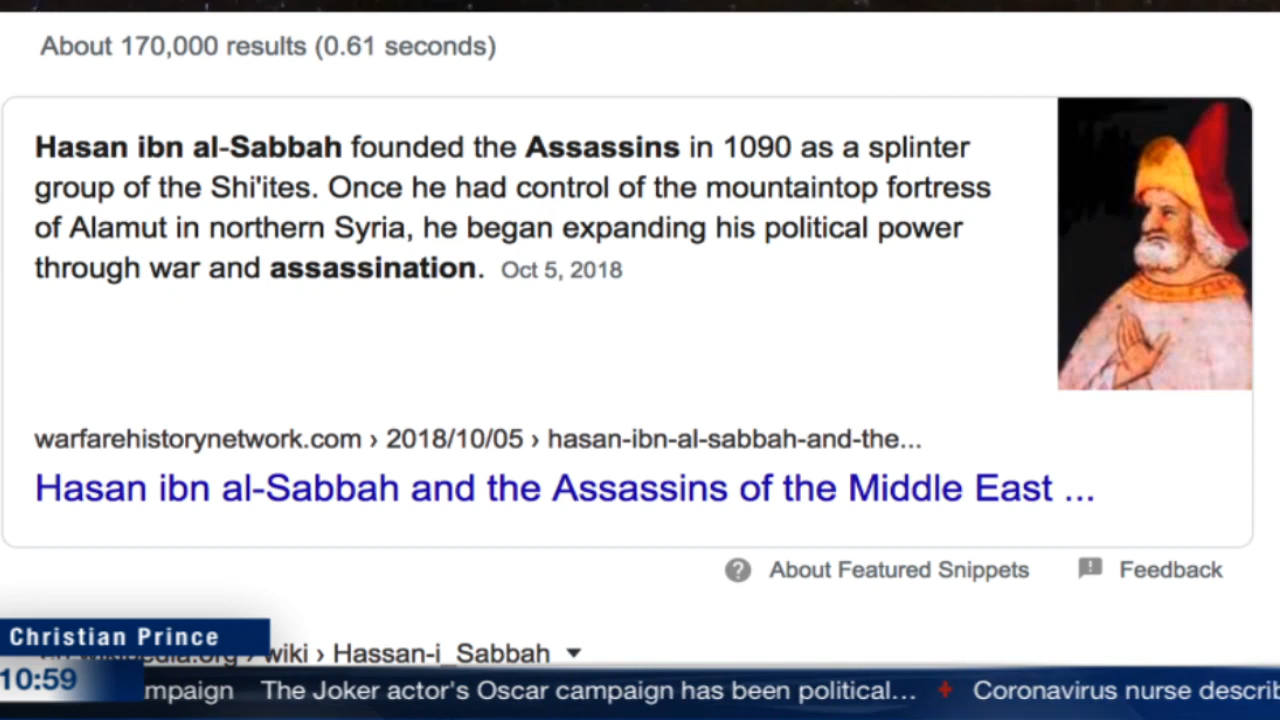 About 170,000 results (0.61 seconds)
Hasan ibn al-Sabbah founded the Assassins in 1090 as a splinter
group of the Shi'ites. Once he had control of the mountaintop fortress
of Alamut in northern Syria, he began expanding his political power
through war and assassination. Oct 5, 2018
warfarehistorynetwork.com › 2018/10/05 › hasan-ibn-al-sabbah-and-the...
Hasan ibn al-Sabbah and the Assassins of the Middle East ...
About Featured Snippets Feedback
Christian Prince
wikipedia.org › wiki › Hassan-i_Sabbah
10:59
mpaign The Joker actor's Oscar campaign has been political... Coronavirus nurse describ